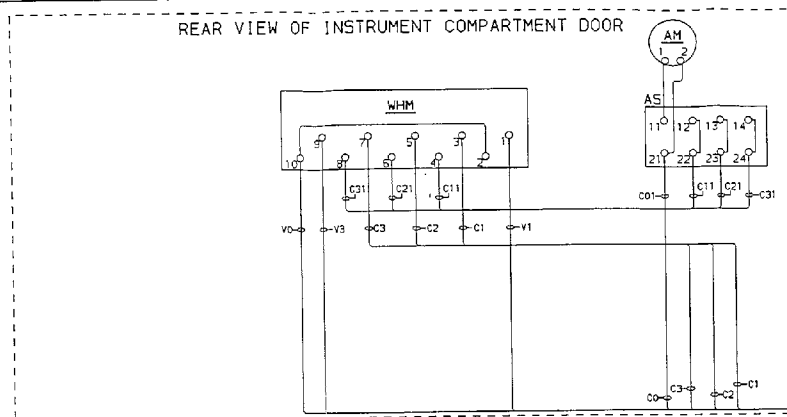 REAR VIEW OF INSTRUMENT COMPARTMENT DOOR
AM
1 2
WHM
AS
9 7 5 3 1
10 8 6 4 2
11 12 13 14
21 22 23 24
C31 C21 C11
C01 C11 C21 C31
V0 V3 C3 C2 C1 V1
C0 C3 C2 C1